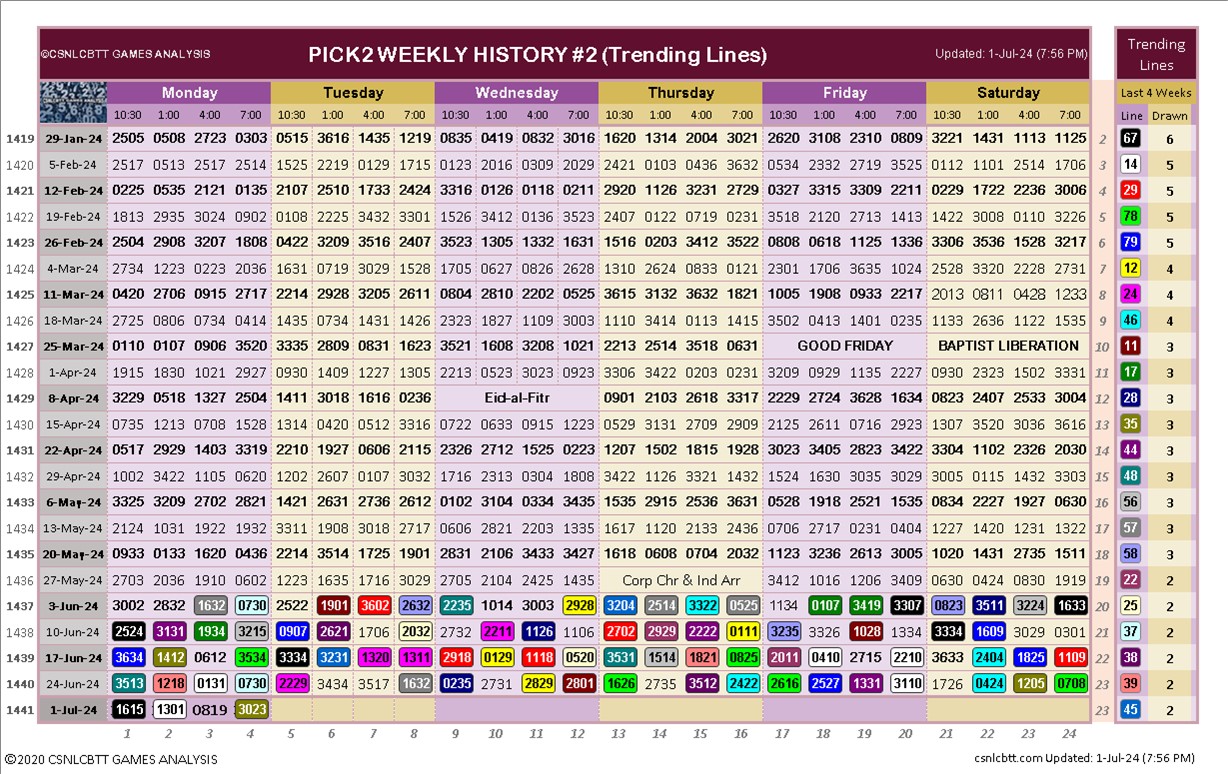 ©CSNLCBTT GAMES ANALYSIS PICK2 WEEKLY HISTORY #2 (Trending Lines) Updated: 1-Jul-24 (7:56 PM) Trending Lines
Monday Tuesday Wednesday Thursday Friday Saturday Last 4 Weeks
10:30 1:00 4:00 7:00 10:30 1:00 4:00 7:00 10:30 1:00 4:00 7:00 10:30 1:00 4:00 7:00 10:30 1:00 4:00 7:00 10:30 1:00 4:00 7:00 Line Drawn
1419 29-Jan-24 2505 0508 2723 0303 0515 3616 1435 1219 0835 0419 0832 3016 1620 1314 2004 3021 2620 3108 2310 0809 3221 1431 1113 1125 2 67 6
1420 5-Feb-24 2517 0513 2517 2514 1525 2219 0129 1715 0123 2016 0309 2029 2421 0103 0436 3632 0534 2332 2719 3525 0112 1101 2514 1706 3 14 5
1421 12-Feb-24 0225 0535 2121 0135 2107 2510 1733 2424 3316 0126 0118 0211 2920 1126 3231 2729 0327 3315 3309 2211 0229 1722 2236 3006 4 29 5
1422 19-Feb-24 1813 2935 3024 0902 0108 2225 3432 3301 1526 3412 0136 3523 2407 0122 0719 0231 3518 2120 2713 1413 1422 3008 0110 3226 5 78 5
1423 26-Feb-24 2504 2908 3207 1808 0422 3209 3516 2407 3523 1305 1332 1631 1516 0203 3412 3522 0808 0618 1125 1336 3306 3536 1528 3217 6 79 5
1424 4-Mar-24 2734 1223 0223 2036 1631 0719 3029 1523 1705 0627 0826 2628 1310 2624 0833 0121 2301 1706 3635 1024 2528 3320 2228 2731 7 12 4
1425 11-Mar-24 0420 2706 0915 2717 2214 2928 3205 2617 0804 2810 2202 0525 3615 3132 3632 1821 1005 1908 0933 2217 2013 0811 0428 1233 8 24 4
1426 18-Mar-24 2725 0806 0734 0414 1435 0734 1431 1426 2323 1827 1109 3003 1110 3414 0113 1415 3502 0413 1401 0235 1133 2636 1122 1535 9 46 4
1427 25-Mar-24 0110 0107 0906 3520 3335 2809 0831 1623 3521 1608 3208 1021 2213 2514 3518 0631 GOOD FRIDAY BAPTIST LIBERATION 10 11 3
1428 1-Apr-24 1915 1830 1021 2927 0930 1409 1227 1305 2213 0523 3023 0923 3306 3422 0203 0231 3209 0929 1135 2227 0930 2323 1502 3331 11 17 3
1429 8-Apr-24 3229 0518 1327 2504 1411 3018 1616 0236 Eid-al-Fitr 0901 2103 2618 3317 2229 2724 3628 1634 0823 2407 2533 3004 12 28 3
1430 15-Apr-24 0735 1213 0708 1528 1314 0420 0512 3316 0722 0633 0915 1223 0529 3131 2709 2909 2125 2611 0716 2923 1307 3520 3036 3616 13 35 3
1431 22-Apr-24 0517 2929 1403 3319 2210 1927 0606 2111 2326 2713 1525 0223 1207 1502 1815 1928 3023 3405 2823 3422 3304 1102 2326 2030 14 44 3
1432 29-Apr-24 1002 3422 1105 0620 1202 2607 0107 3032 1716 2313 0304 1808 3422 1126 3321 1432 1524 1630 3035 3029 3005 0115 1432 3303 15 48 3
1433 6-May-24 3325 3209 2702 2821 1421 2631 2736 2612 0102 3104 0334 3435 1535 2915 2536 3631 0528 1918 2521 1535 0834 2227 1927 0630 16 56 3
1434 13-May-24 2124 1031 1922 1932 3311 1908 3018 2717 0606 2821 2203 1335 1617 1120 2133 2436 0706 2717 0231 0404 1227 1420 1231 1322 17 57 3
1435 20-May-24 0933 0133 1620 0436 2214 3514 1725 1901 2831 2106 3433 3427 1618 0608 0704 2032 1123 3236 2613 3005 1020 1431 2735 1511 18 58 3
1436 27-May-24 2703 2036 1910 0602 1223 1635 1716 3029 2705 2104 2425 1435 Corp Chr & Ind Arr 3412 1016 1206 3409 0630 0424 0830 1919 19 22 2
1437 3-Jun-24 3002 2832 1632 0730 2522 1901 3602 2632 2235 1014 3003 2928 3204 2514 3322 0525 1134 0107 3419 3307 0823 3511 3224 1633 20 25 2
1438 10-Jun-24 2524 3131 1934 3215 0907 2621 1706 2032 2732 2211 1126 1106 2702 2929 2222 0111 3235 3326 1028 1334 3334 1609 3029 0301 21 37 2
1439 17-Jun-24 3634 1412 0612 3534 3334 3231 1320 1311 2918 0129 1118 0520 3531 1514 1821 0825 2011 0410 2715 2210 3633 2404 1825 1109 22 38 2
1440 24-Jun-24 3513 1218 0131 0730 2229 3434 3517 1632 0235 2731 2829 2801 1626 2735 3512 2422 2616 2527 1331 3110 1726 0424 1205 0708 23 39 2
1441 1-Jul-24 1615 1301 0819 3023 23 45 2
1 2 3 4 5 6 7 8 9 10 11 12 13 14 15 16 17 18 19 20 21 22 23 24
©2020 CSNLCBTT GAMES ANALYSIS csnlcbtt.com Updated: 1-Jul-24 (7:56 PM)